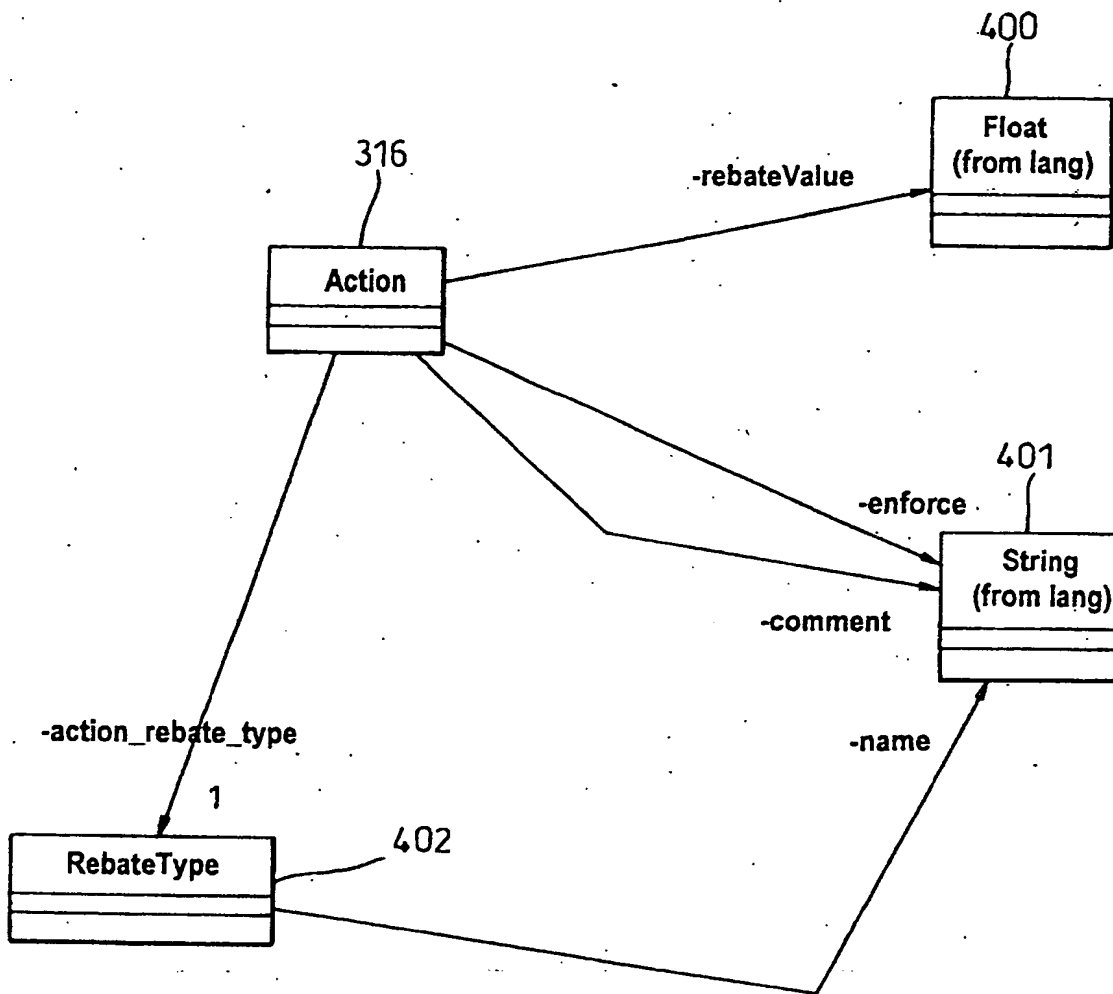 400
Float
(from lang)
316
-rebateValue
Action
401
-enforce
String
(from lang)
-comment
-action_rebate_type
-name
1
402
RebateType